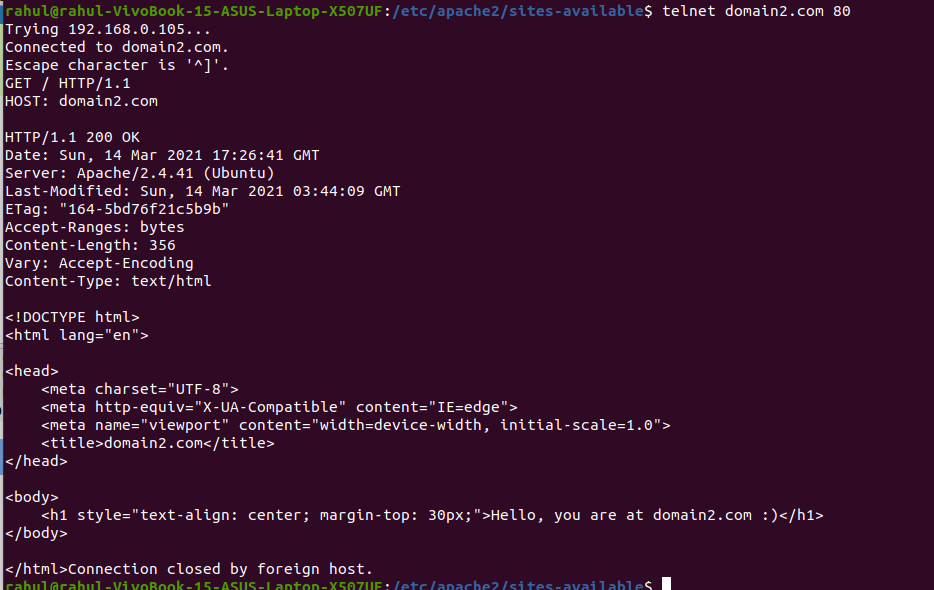 rahul@rahul-VivoBook-15-ASUS-Laptop-X507UF:/etc/apache2/sites-available$ telnet domain2.com 80
Trying 192.168.0.105...
Connected to domain2.com.
Escape character is '^]'.
GET / HTTP/1.1
HOST: domain2.com

HTTP/1.1 200 OK
Date: Sun, 14 Mar 2021 17:26:41 GMT
Server: Apache/2.4.41 (Ubuntu)
Last-Modified: Sun, 14 Mar 2021 03:44:09 GMT
ETag: "164-5bd76f21c5b9b"
Accept-Ranges: bytes
Content-Length: 356
Vary: Accept-Encoding
Content-Type: text/html

<!DOCTYPE html>
<html lang="en">

<head>
    <meta charset="UTF-8">
    <meta http-equiv="X-UA-Compatible" content="IE=edge">
    <meta name="viewport" content="width=device-width, initial-scale=1.0">
    <title>domain2.com</title>
</head>

<body>
    <h1 style="text-align: center; margin-top: 30px;">Hello, you are at domain2.com :)</h1>
</body>

</html>Connection closed by foreign host.
rahul@rahul-VivoBook-15-ASUS-Laptop-X507UF:/etc/apache2/sites-available$